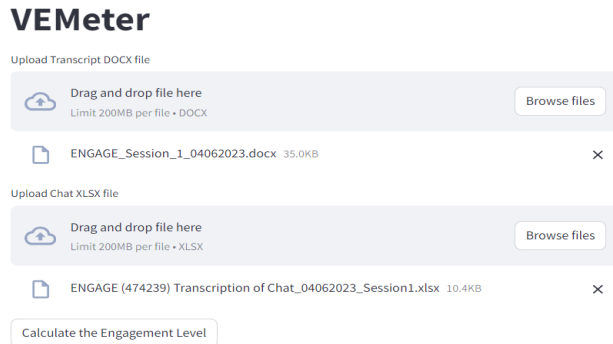 VEMeter
Upload Transcript DOCX file
Drag and drop file here
Limit 200MB per file • DOCX
Browse files
ENGAGE_Session_1_04062023.docx 35.0KB
Upload Chat XLSX file
Drag and drop file here
Limit 200MB per file • XLSX
Browse files
ENGAGE (474239) Transcription of Chat_04062023_Session1.xlsx 10.4KB
Calculate the Engagement Level